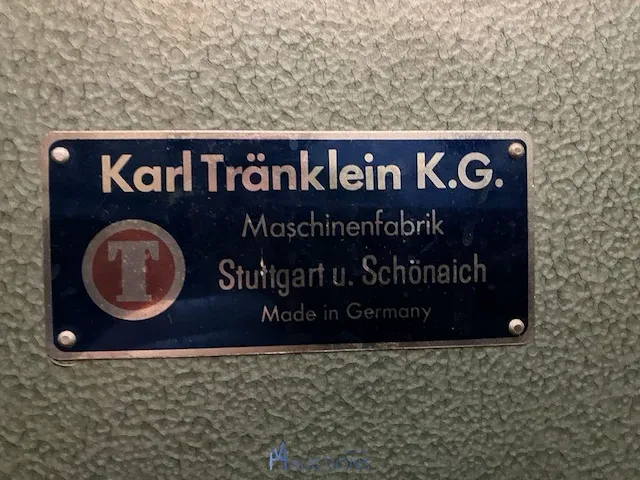 Karl Tränklein K.G.
Maschinenfabrik
T
Stuttgart u. Schönaich
Made in Germany